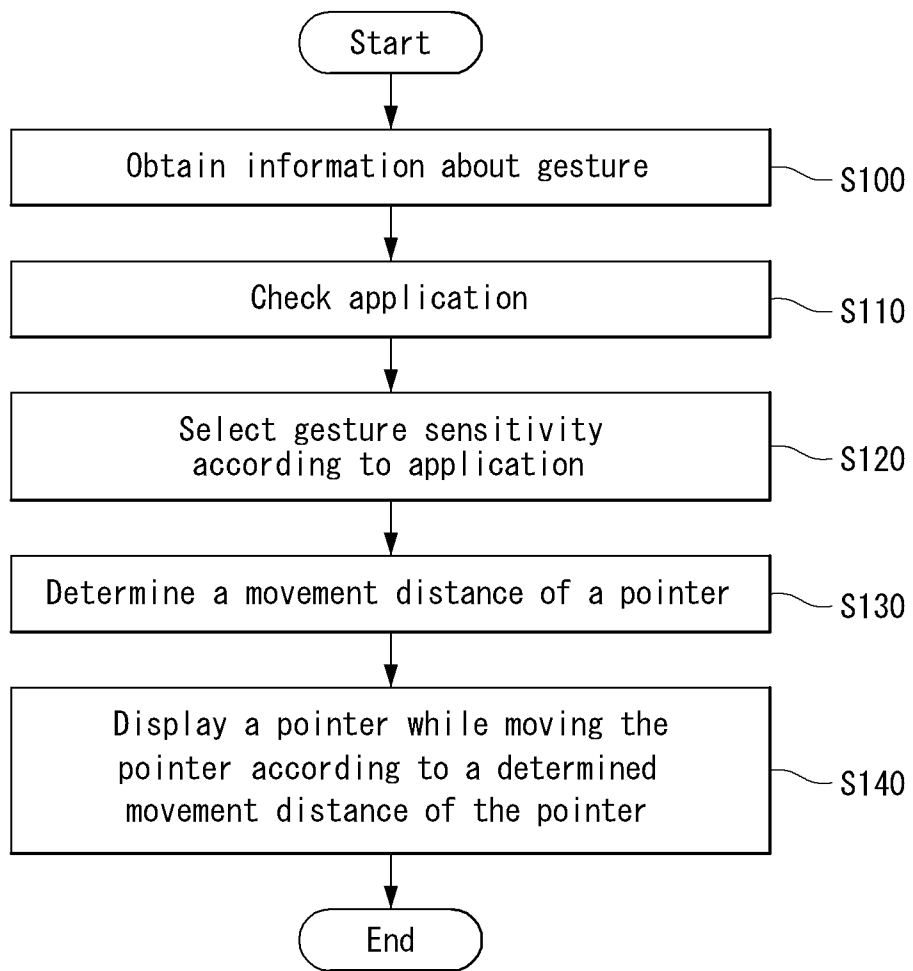 Start
Obtain information about gesture
S100
Check application
S110
Select gesture sensitivity
according to application
S120
Determine a movement distance of a pointer
S130
Display a pointer while moving the
pointer according to a determined
movement distance of the pointer
S140
End